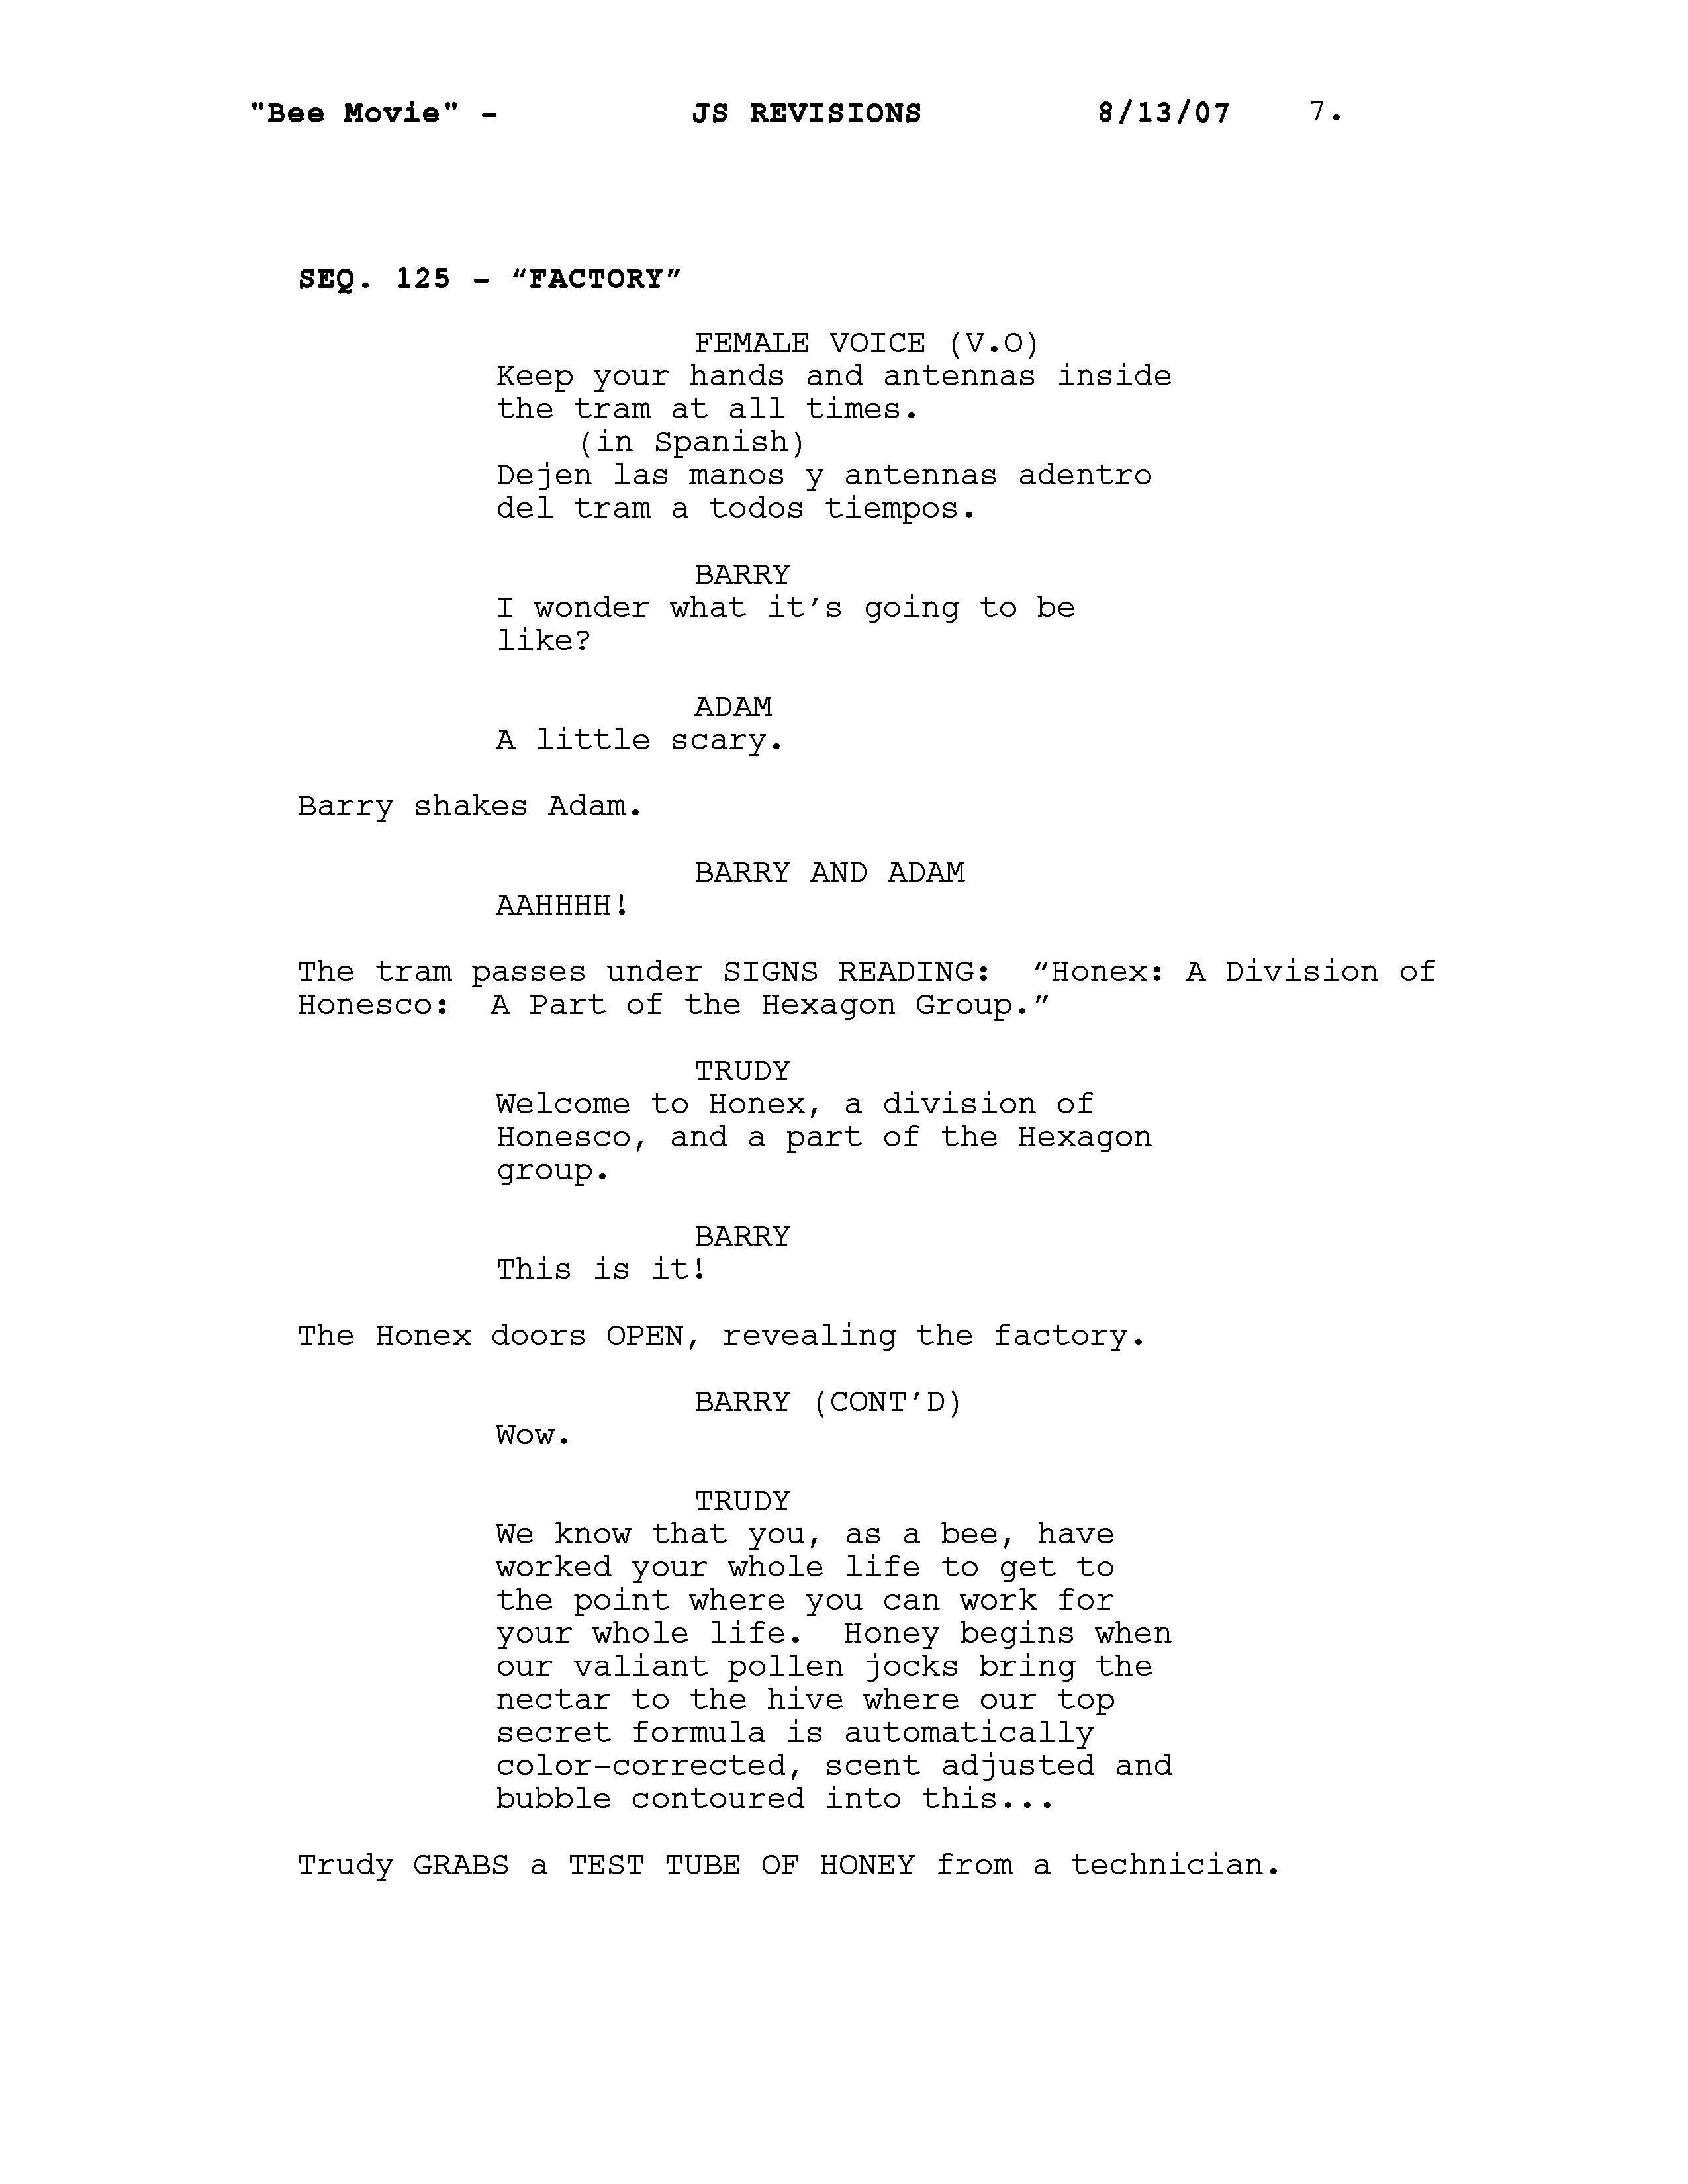 "Bee Movie" - JS REVISIONS 8/13/07 7.
SEQ. 125 - “FACTORY”
FEMALE VOICE (V.O)
Keep your hands and antennas inside
the tram at all times.
(in Spanish)
Dejen las manos y antennas adentro
del tram a todos tiempos.
BARRY
I wonder what it’s going to be
like?
ADAM
A little scary.
Barry shakes Adam.
BARRY AND ADAM
AAHHHH!
The tram passes under SIGNS READING: “Honex: A Division of
Honesco: A Part of the Hexagon Group.”
TRUDY
Welcome to Honex, a division of
Honesco, and a part of the Hexagon
group.
BARRY
This is it!
The Honex doors OPEN, revealing the factory.
BARRY (CONT’D)
Wow.
TRUDY
We know that you, as a bee, have
worked your whole life to get to
the point where you can work for
your whole life. Honey begins when
our valiant pollen jocks bring the
nectar to the hive where our top
secret formula is automatically
color-corrected, scent adjusted and
bubble contoured into this...
Trudy GRABS a TEST TUBE OF HONEY from a technician.